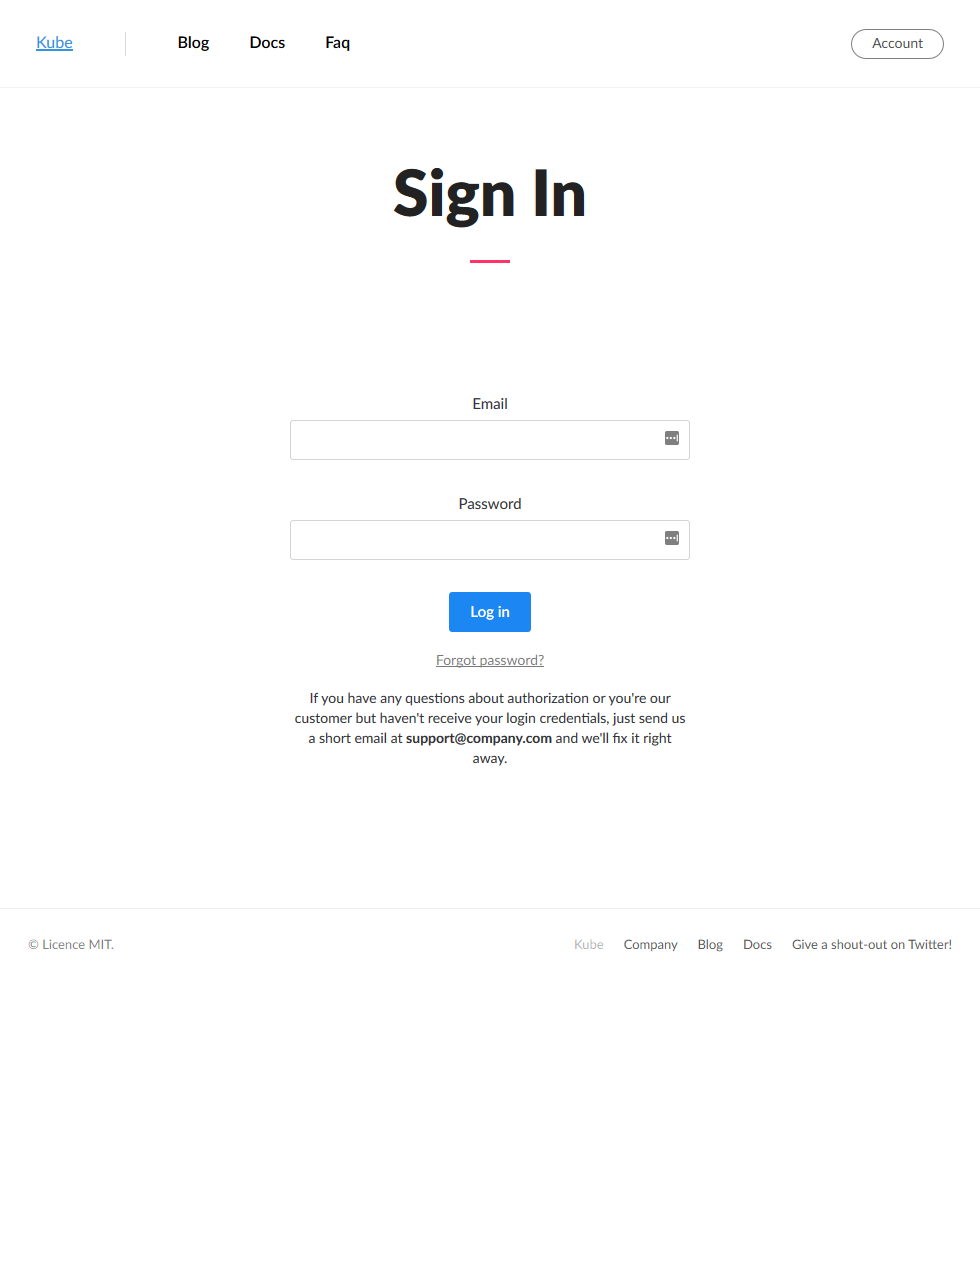 Kube
Blog
Docs
Faq
Account
Sign In
Email
Password
Log in
Forgot password?
If you have any questions about authorization or you're our
customer but haven't receive your login credentials, just send us
a short email at support@company.com and we'll fix it right
away.
© Licence MIT.
Kube
Company
Blog
Docs
Give a shout-out on Twitter!